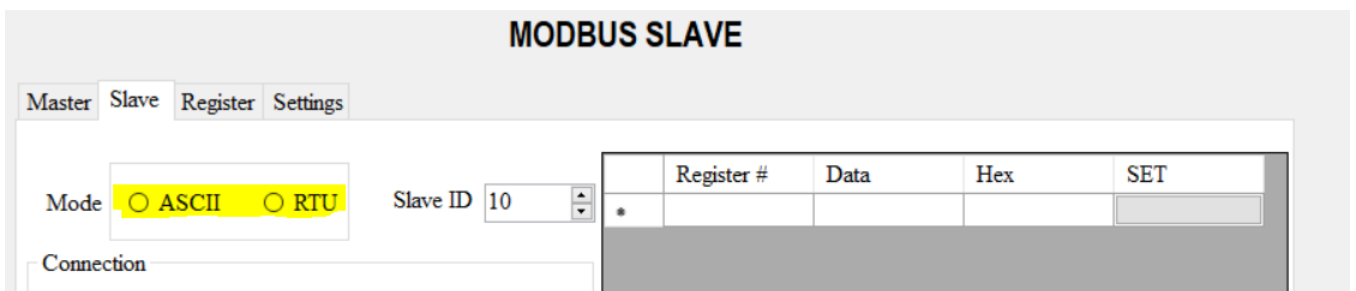 MODBUS SLAVE
Master Slave Register Settings
Register # Data Hex SET
Mode ASCII RTU Slave ID 10
Connection